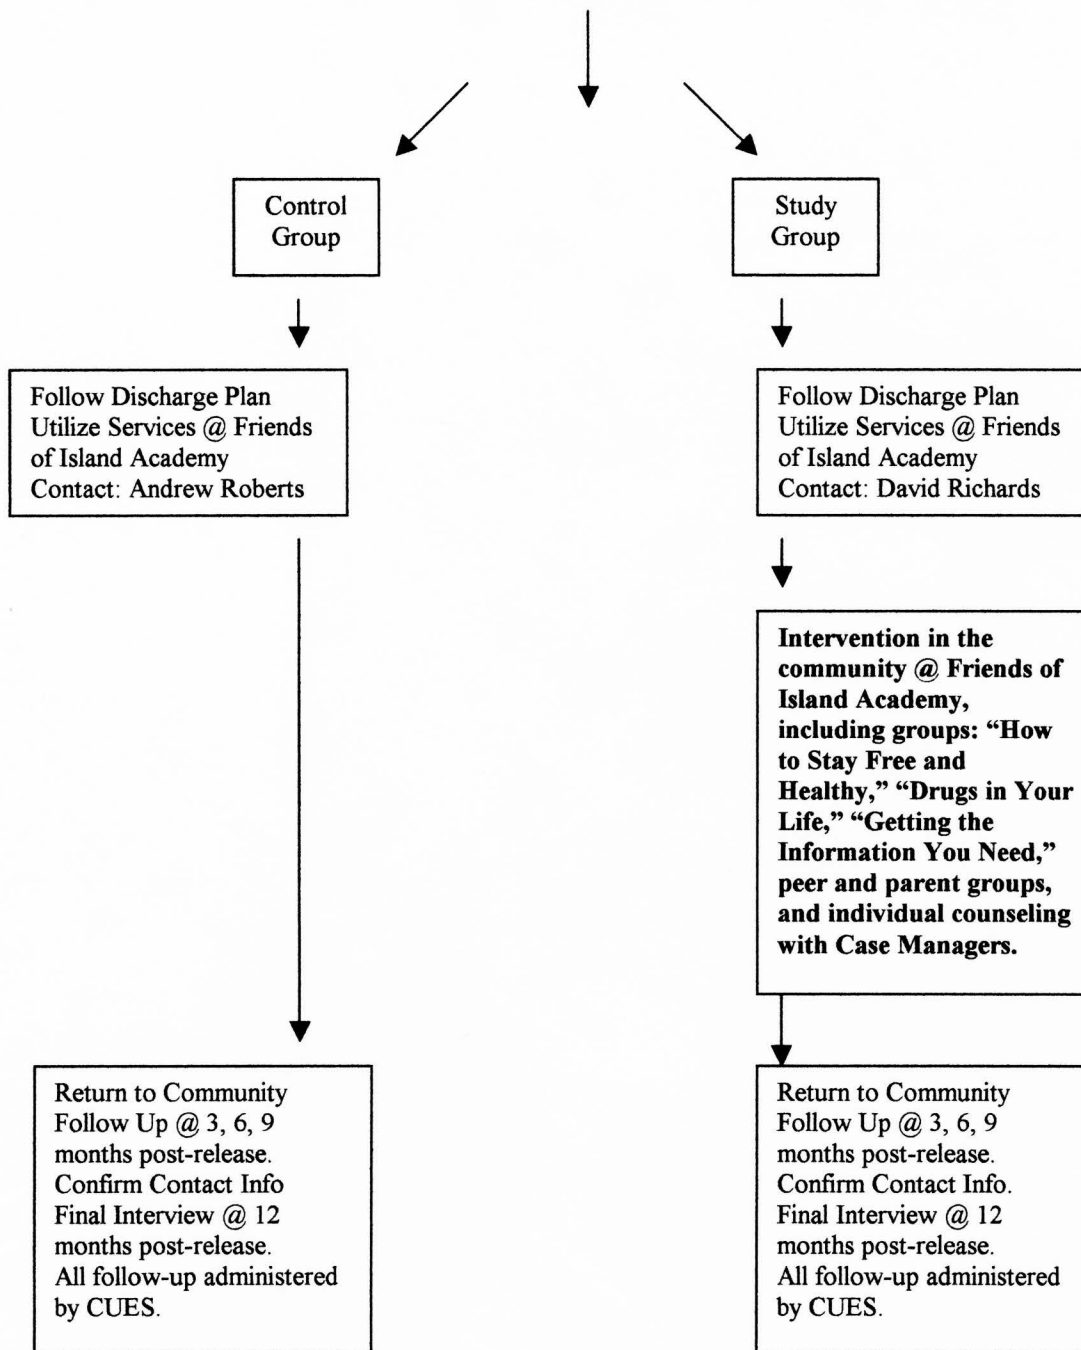 Control
Group
Study
Group
Follow Discharge Plan
Utilize Services @ Friends
of Island Academy
Contact: Andrew Roberts
Follow Discharge Plan
Utilize Services @ Friends
of Island Academy
Contact: David Richards
Intervention in the
community @ Friends of
Island Academy,
including groups: “How
to Stay Free and
Healthy,” “Drugs in Your
Life,” “Getting the
Information You Need,”
peer and parent groups,
and individual counseling
with Case Managers.
Return to Community
Follow Up @ 3, 6, 9
months post-release.
Confirm Contact Info
Final Interview @ 12
months post-release.
All follow-up administered
by CUES.
Return to Community
Follow Up @ 3, 6, 9
months post-release.
Confirm Contact Info.
Final Interview @ 12
months post-release.
All follow-up administered
by CUES.